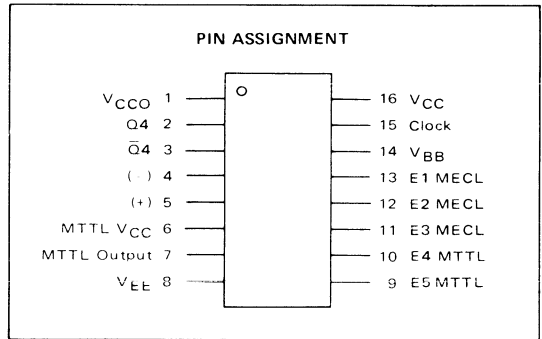 PIN ASSIGNMENT
VCCO 1
Q4 2
Q̅4 3
(-) 4
(+) 5
MTTL VCC 6
MTTL Output 7
VEE 8
16 VCC
15 Clock
14 VBB
13 E1 MECL
12 E2 MECL
11 E3 MECL
10 E4 MTTL
9 E5 MTTL